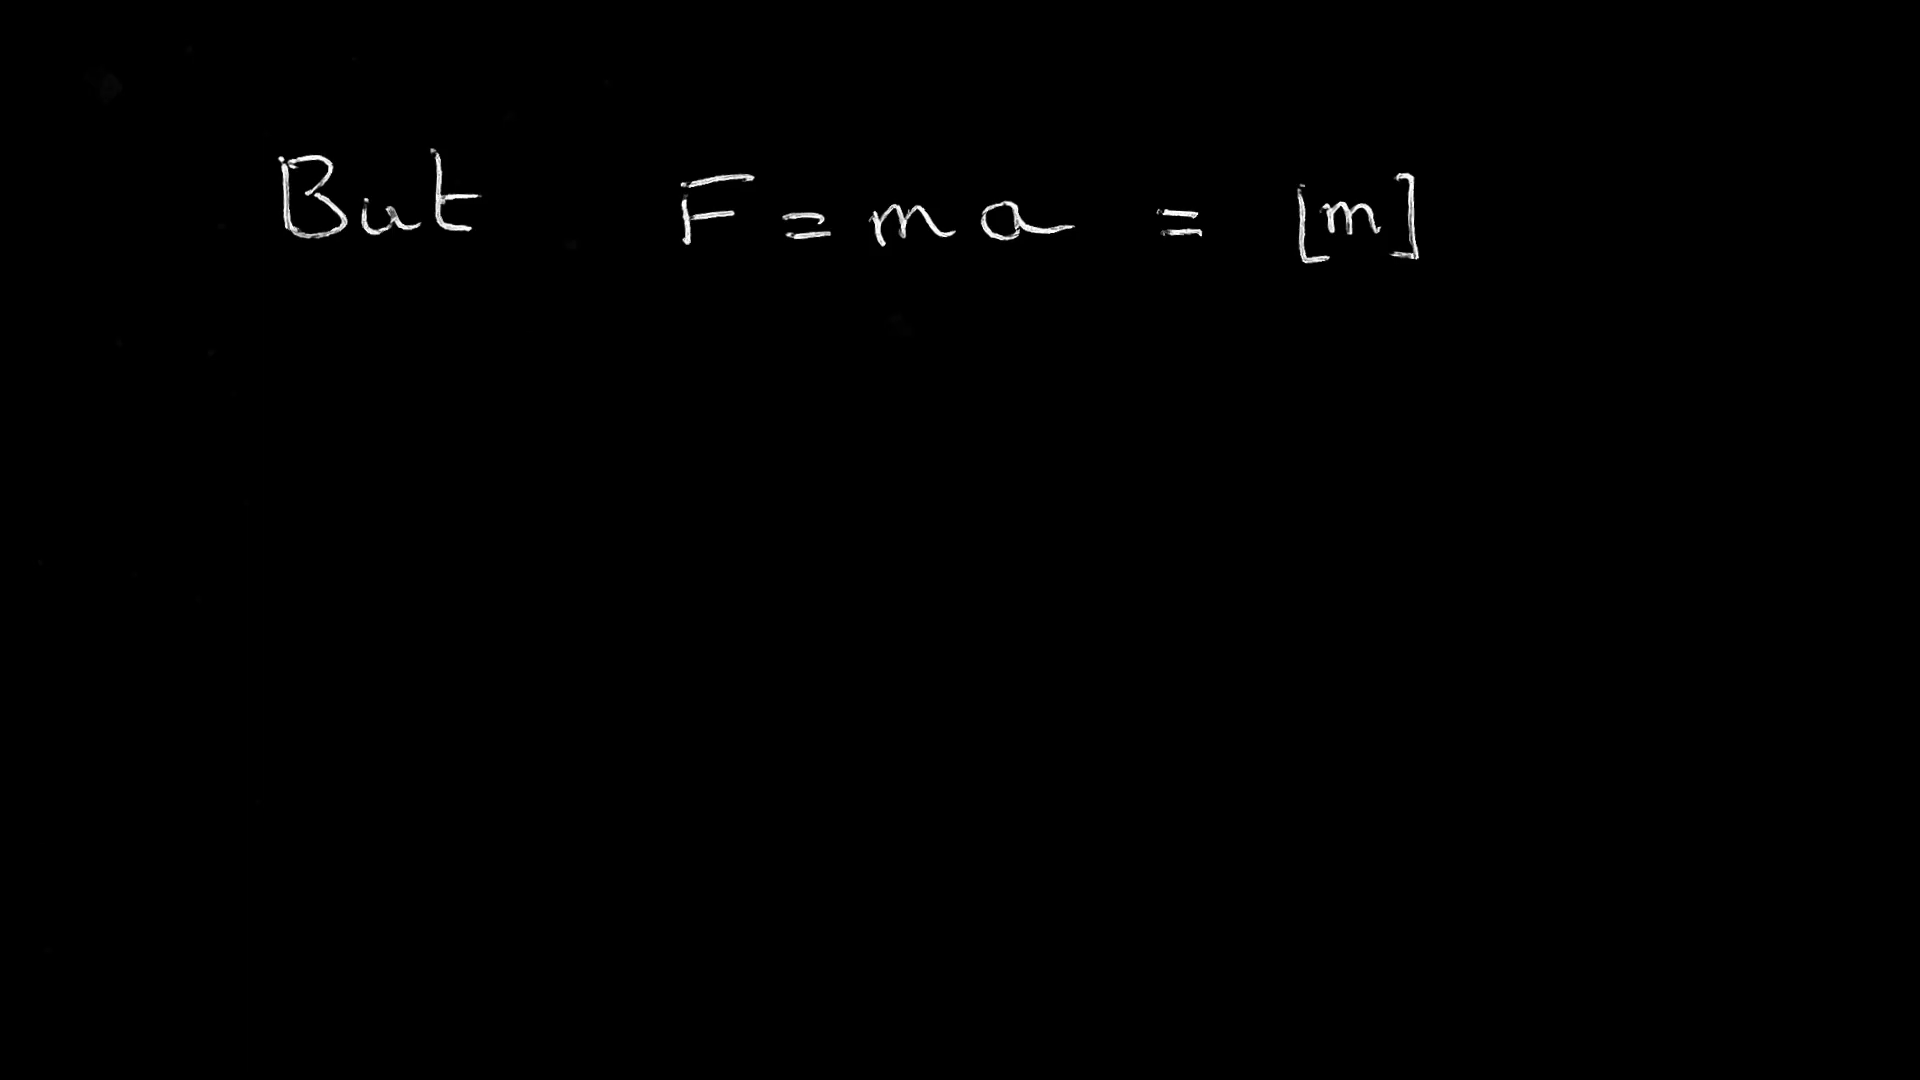 But F = ma = [m]